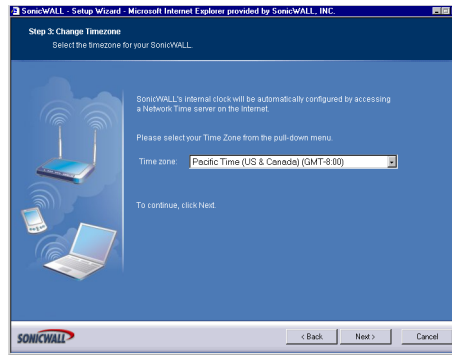 SonicWALL - Setup Wizard - Microsoft Internet Explorer provided by SonicWALL, INC.
Step 3: Change Timezone
Select the timezone for your SonicWALL.
SonicWALL's internal clock will be automatically configured by accessing
a Network Time server on the Internet.
Please select your Time Zone from the pull-down menu.
Time zone: Pacific Time (US & Canada) (GMT-8:00)
To continue, click Next.
SONICWALL
< Back Next > Cancel